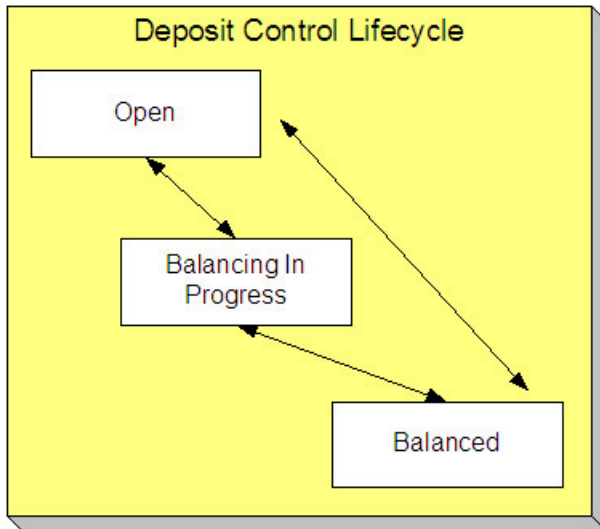 Deposit Control Lifecycle
Open
Balancing In
Progress
Balanced